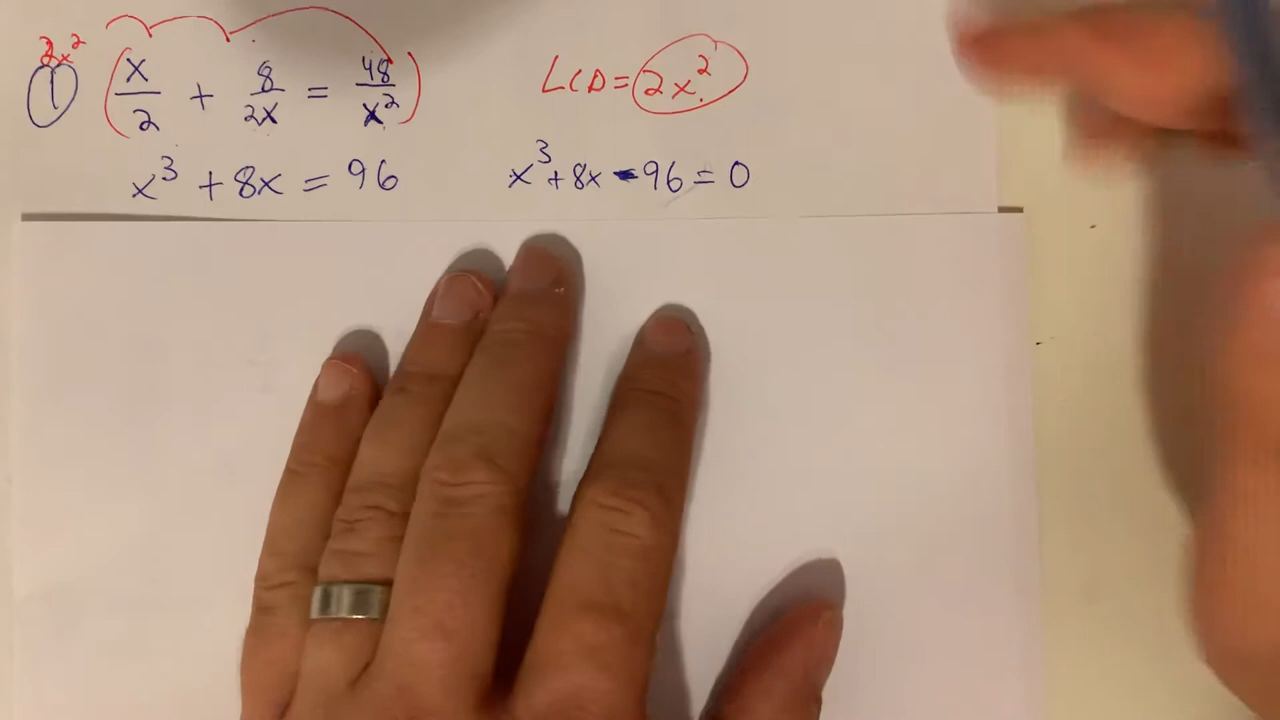 2x²
① (x/2 + 8/2x = 48/x²) LCD = 2x²
x³ + 8x = 96 x³ + 8x - 96 = 0